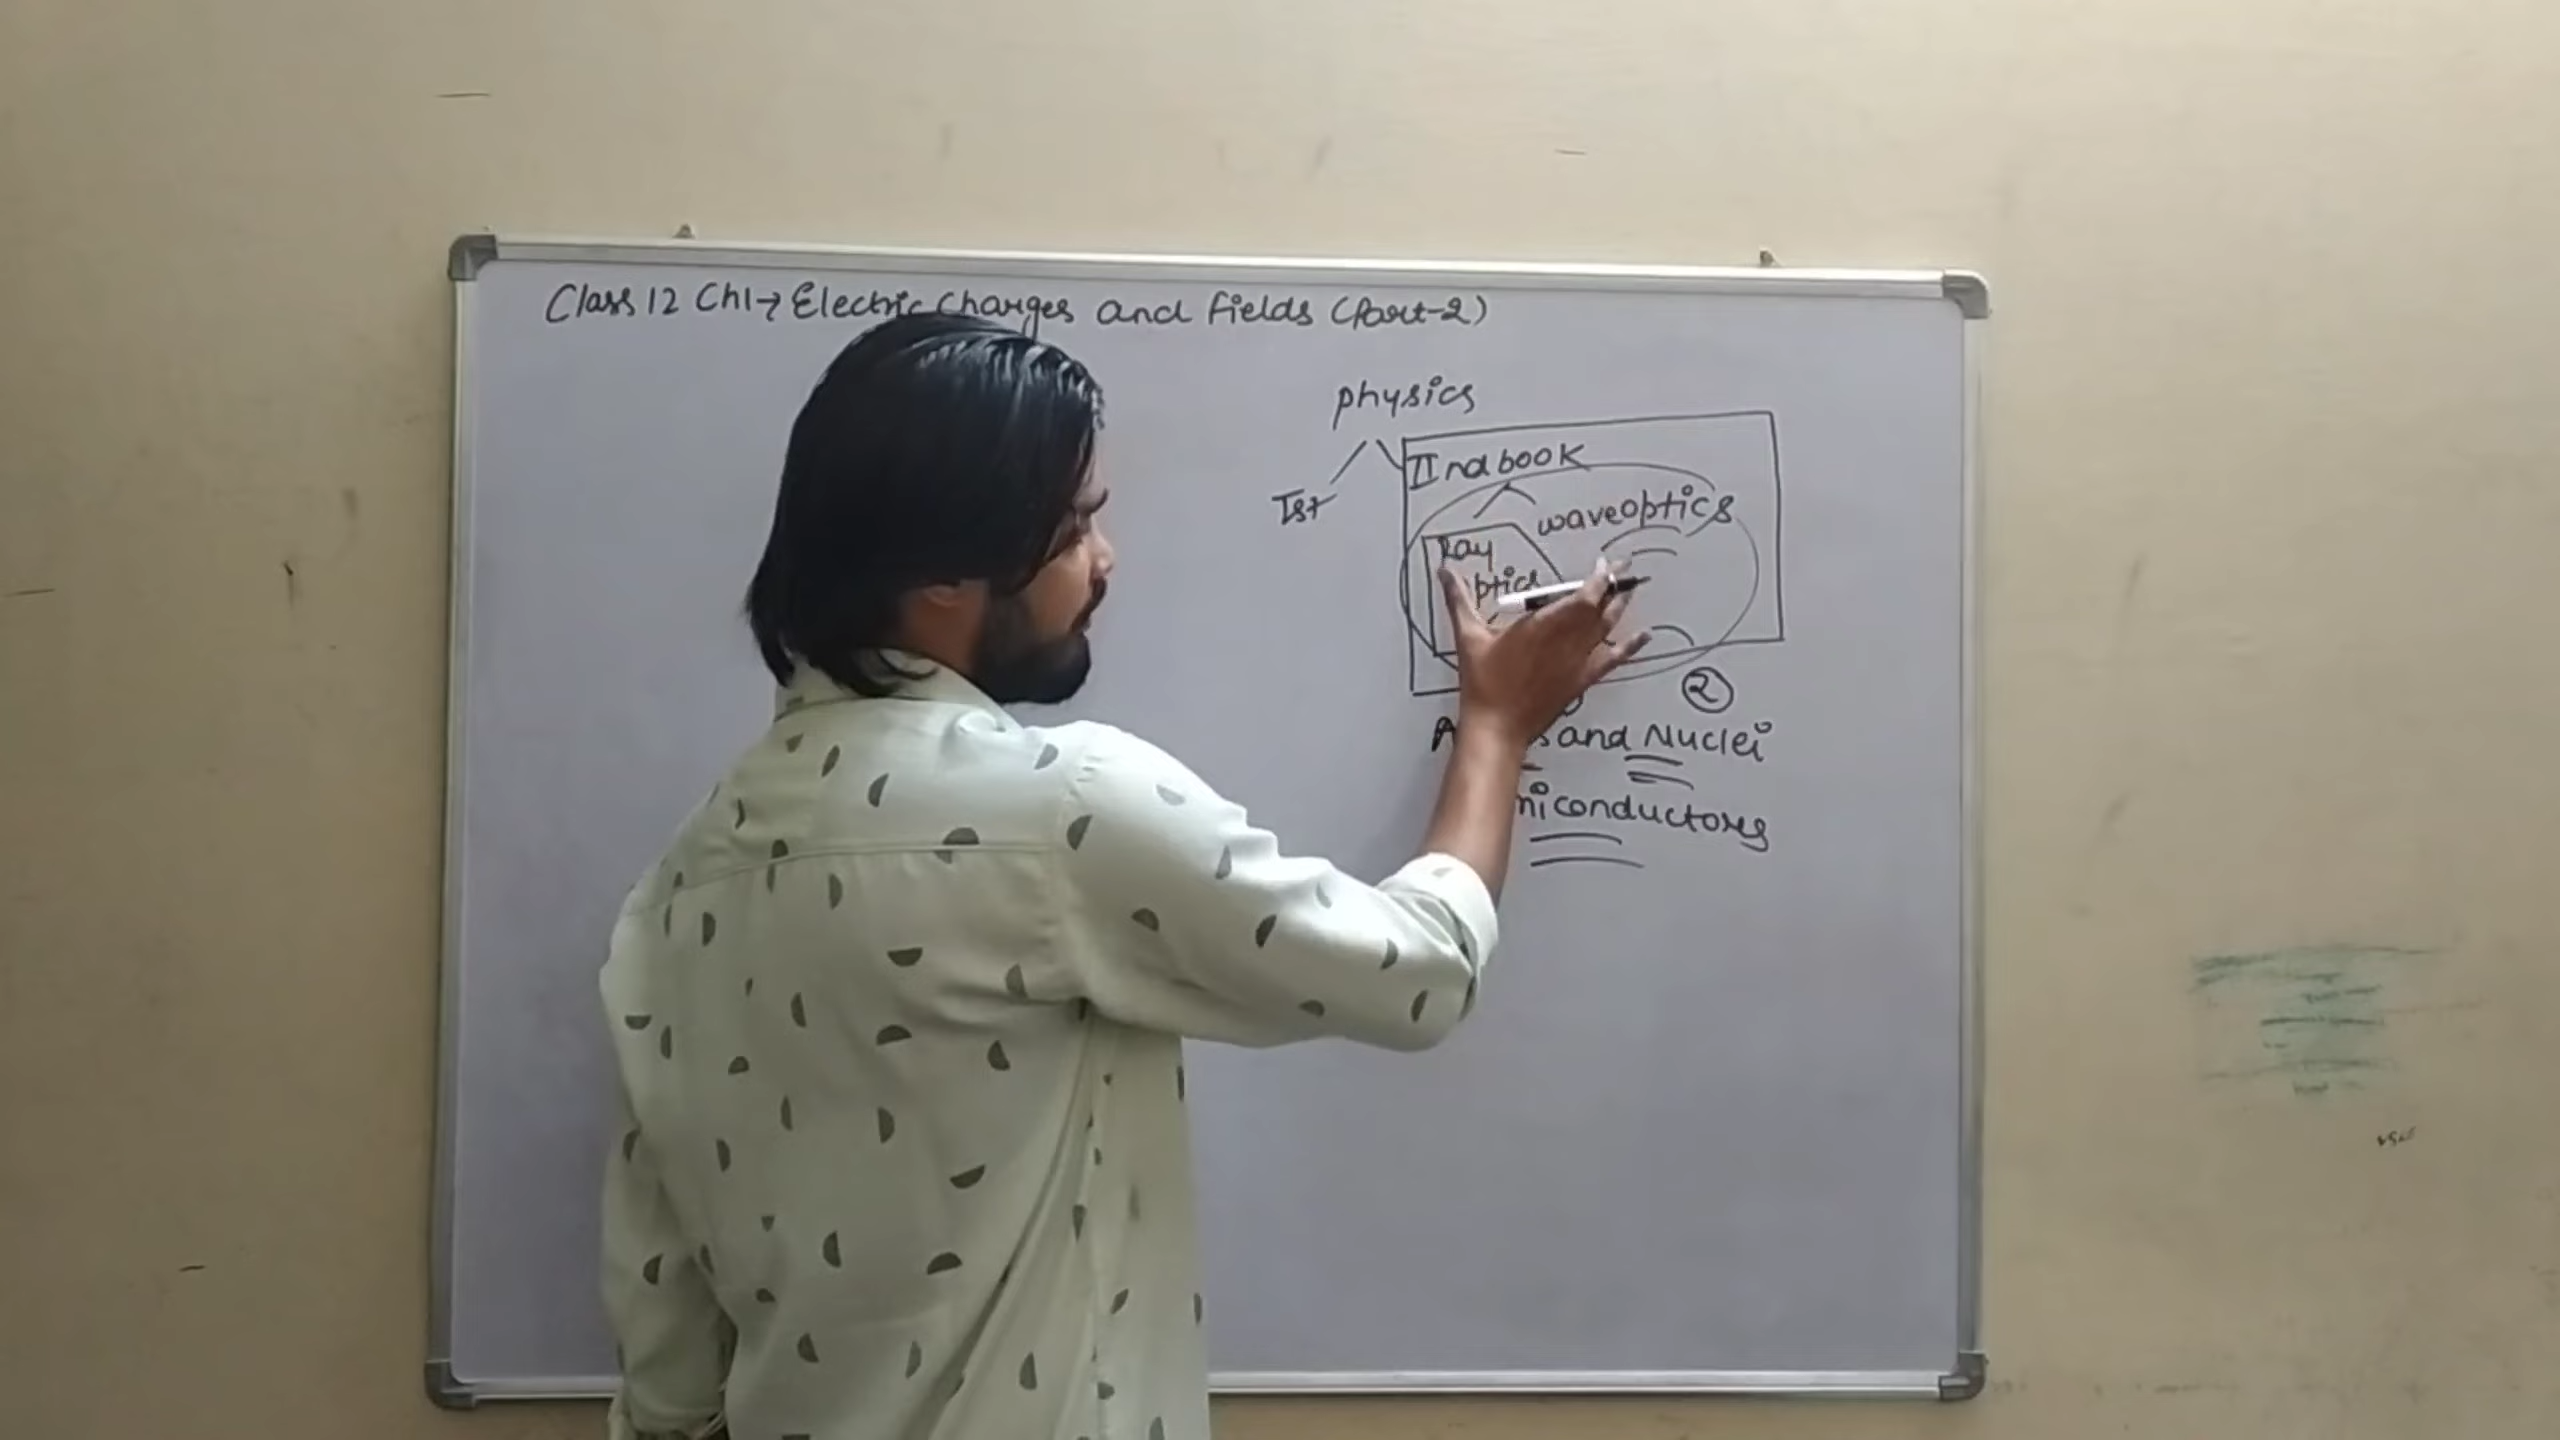 Class 12 Ch1→ Electric Charges and Fields (Part-2)
Physics
Ist
IInd book
waveoptics
Ray
ptics
2
and Nuclei
miconductors